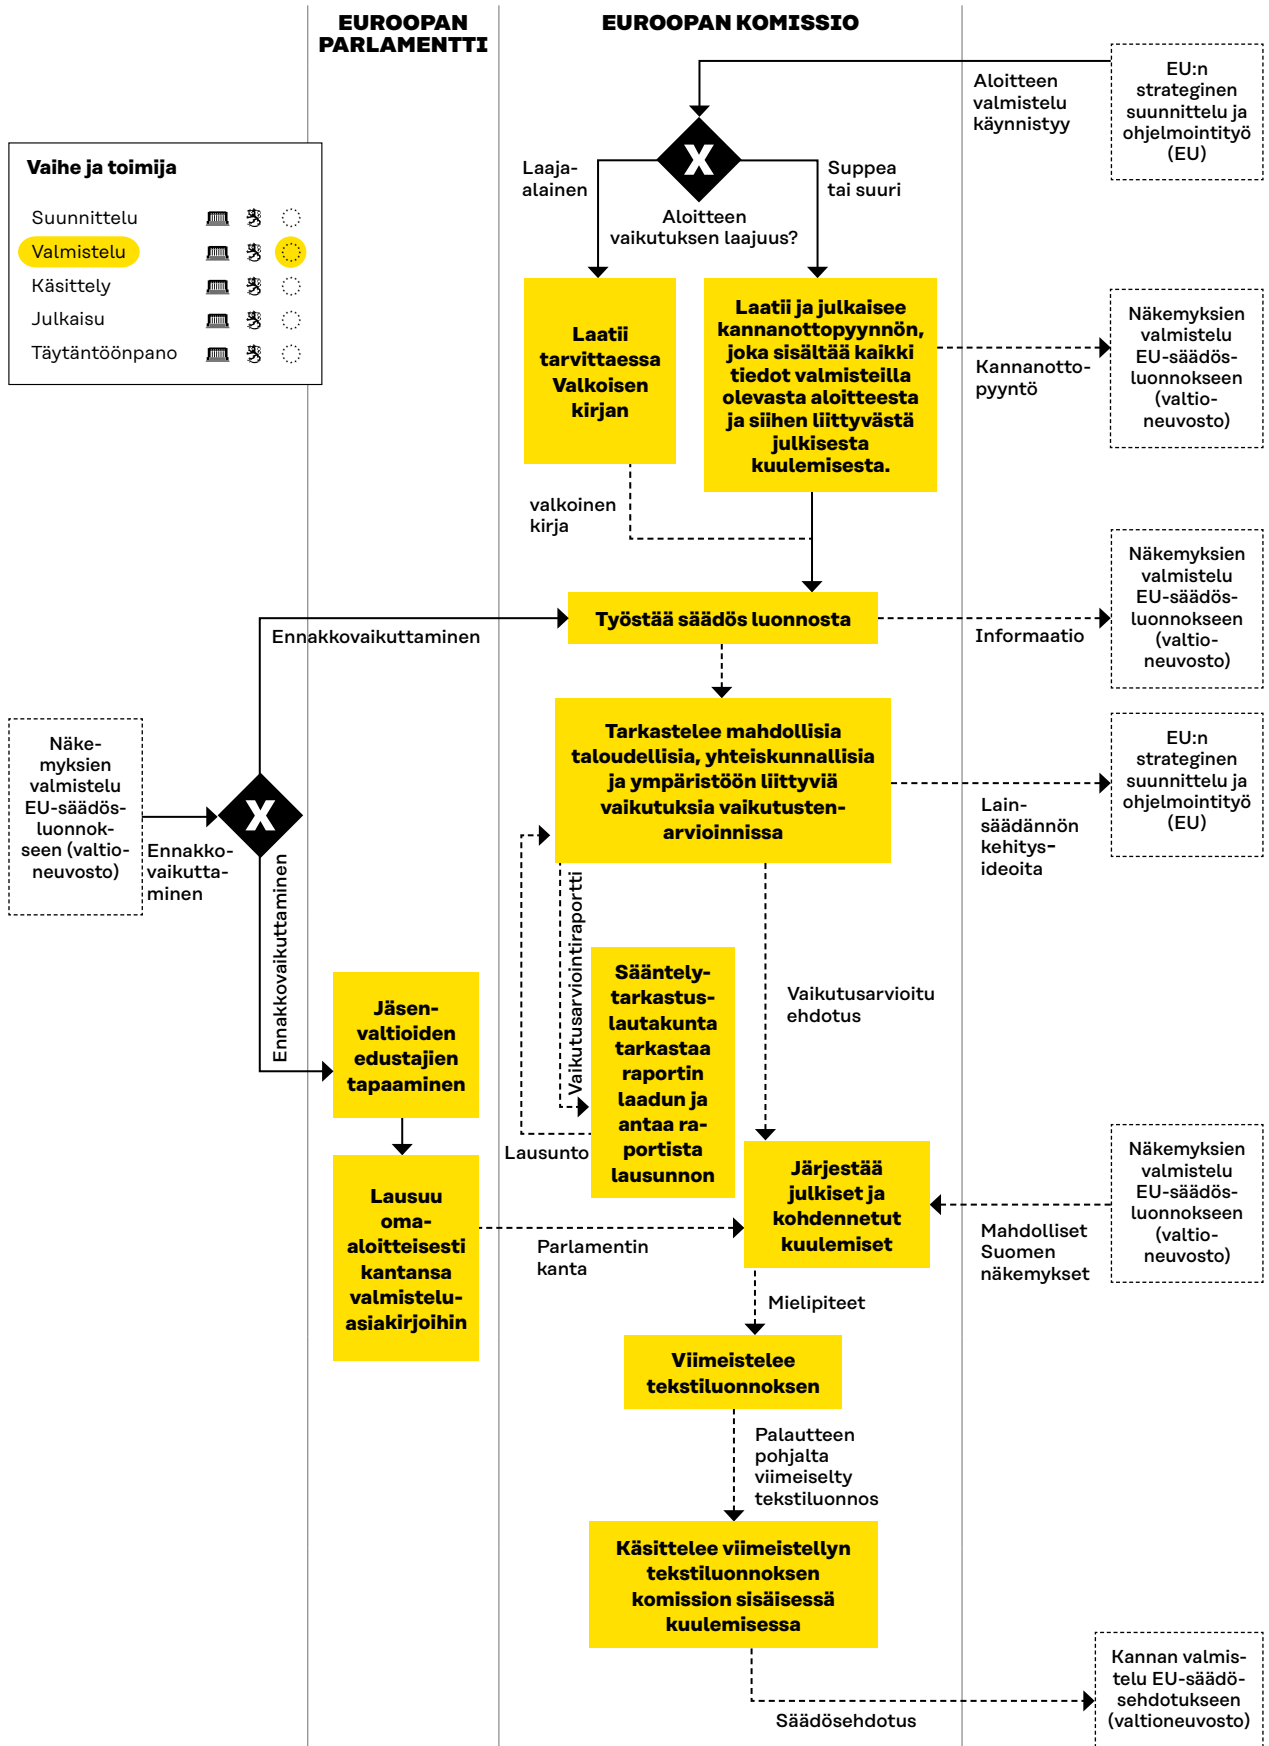 EUROOPAN
PARLAMENTTI
EUROOPAN KOMISSIO
EU:n
strateginen
suunnittelu ja
ohjelmointityö
(EU)
Aloitteen
valmistelu
käynnistyy
Vaihe ja toimija
Suunnittelu
Valmistelu
Käsittely
Julkaisu
Täytäntöönpano
X
Laaja-
alainen
Suppea
tai suuri
Aloitteen
vaikutuksen laajuus?
Laatii
tarvittaessa
Valkoisen
kirjan
Laatii ja julkaisee
kannanottopyynnön,
joka sisältää kaikki
tiedot valmisteilla
olevasta aloitteesta
ja siihen liittyvästä
julkisesta
kuulemisesta.
Kannanotto-
pyyntö
Näkemyksien
valmistelu
EU-säädös-
luonnokseen
(valtio-
neuvosto)
valkoinen
kirja
Ennakkovaikuttaminen
Työstää säädös luonnosta
Informaatio
Näkemyksien
valmistelu
EU-säädös-
luonnokseen
(valtio-
neuvosto)
Näke-
myksien
valmistelu
EU-säädös-
luonnok-
seen (valtio-
neuvosto)
Ennakko-
vaikutta-
minen
X
Ennakkovaikuttaminen
Tarkastelee mahdollisia
taloudellisia, yhteiskunnallisia
ja ympäristöön liittyviä
vaikutuksia vaikutusten-
arvioinnissa
Lain-
säädännön
kehitys-
ideoita
EU:n
strateginen
suunnittelu ja
ohjelmointityö
(EU)
Vaikutusarviointiraportti
Sääntely-
tarkastus-
lautakunta
tarkastaa
raportin
laadun ja
antaa ra-
portista
lausunnon
Lausunto
Vaikutusarvioitu
ehdotus
Jäsen-
valtioiden
edustajien
tapaaminen
Lausuu
oma-
aloitteisesti
kantansa
valmistelu-
asiakirjoihin
Parlamentin
kanta
Järjestää
julkiset ja
kohdennetut
kuulemiset
Mahdolliset
Suomen
näkemykset
Näkemyksien
valmistelu
EU-säädös-
luonnokseen
(valtio-
neuvosto)
Mielipiteet
Viimeistelee
tekstiluonnoksen
Palautteen
pohjalta
viimeiselty
tekstiluonnos
Käsittelee viimeistellyn
tekstiluonnoksen
komission sisäisessä
kuulemisessa
Säädösehdotus
Kannan valmis-
telu EU-säädö-
sehdotukseen
(valtioneuvosto)